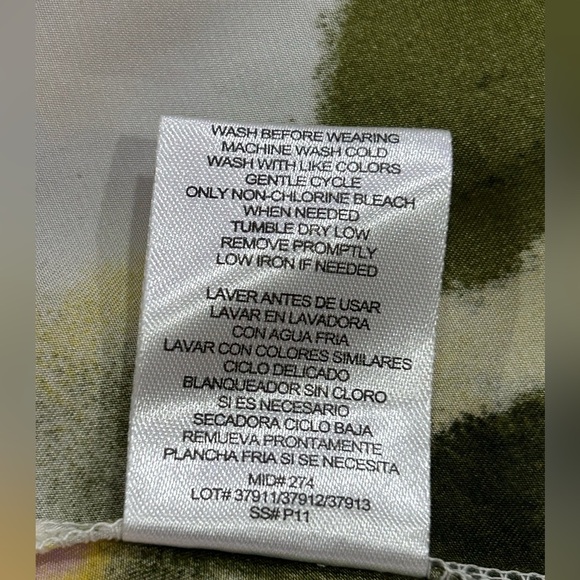 WASH BEFORE WEARING
MACHINE WASH COLD
WASH WITH LIKE COLORS
GENTLE CYCLE
ONLY NON-CHLORINE BLEACH
WHEN NEEDED
TUMBLE DRY LOW
REMOVE PROMPTLY
LOW IRON IF NEEDED
LAVER ANTES DE USAR
LAVAR EN LAVADORA
CON AGUA FRIA
LAVAR CON COLORES SIMILARES
CICLO DELICADO
BLANQUEADOR SIN CLORO
SI ES NECESARIO
SECADORA CICLO BAJA
REMUEVA PRONTAMENTE
PLANCHA FRIA SI SE NECESITA
MID# 274
LOT# 37911/37912/37913
SS# P11